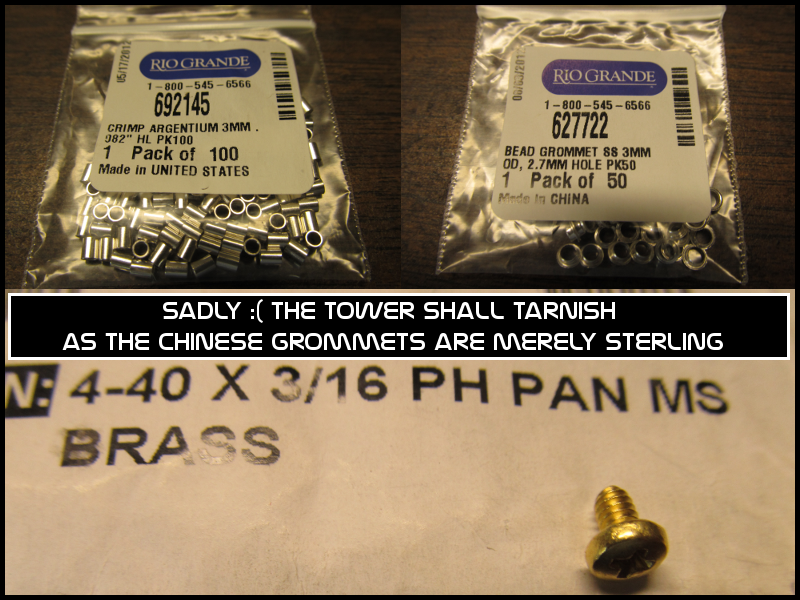 05/17/201
RIO GRANDE
1-800-545-6566
692145
CRIMP ARGENTIUM 3MM .
082" HL PK100
1 Pack of 100
Made in UNITED STATES
RIO GRANDE
1-800-545-6566
627722
BEAD GROMMET SS 3MM
OD, 2.7MM HOLE PK50
1 Pack of 50
Made in CHINA
SADLY :( THE TOWER SHALL TARNISH
AS THE CHINESE GROMMETS ARE MERELY STERLING
N: 4-40 X 3/16 PH PAN MS
BRASS